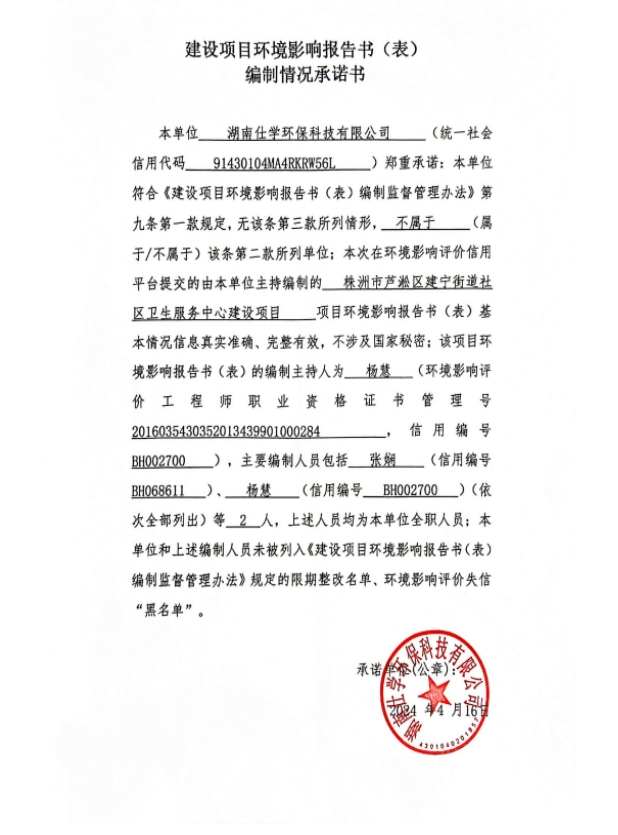 建设项目环境影响报告书（表）
编制情况承诺书
本单位 湖南仕学环保科技有限公司 （统一社会
信用代码 91430104MA4RKRW56L ）郑重承诺：本单位
符合《建设项目环境影响报告书（表）编制监督管理办法》第
九条第一款规定，无该条第三款所列情形， 不属于 （属
于/不属于）该条第二款所列单位；本次在环境影响评价信用
平台提交的由本单位主持编制的 株洲市芦淞区建宁街道社
区卫生服务中心建设项目 项目环境影响报告书（表）基
本情况信息真实准确、完整有效，不涉及国家秘密；该项目环
境影响报告书（表）的编制主持人为 杨慧 （环境影响评
价工程师职业资格证书管理号
2016035430352013439901000284 ，信用编号
BH002700 ），主要编制人员包括 张娴 （信用编号
BH068611 ）、 杨慧 （信用编号 BH002700 ）（依
次全部列出）等 2 人，上述人员均为本单位全职人员；本
单位和上述编制人员未被列入《建设项目环境影响报告书（表）
编制监督管理办法》规定的限期整改名单、环境影响评价失信
“黑名单”。
承诺单位(公章)：
2024 年 4 月 16日
湖南仕学环保科技有限公司